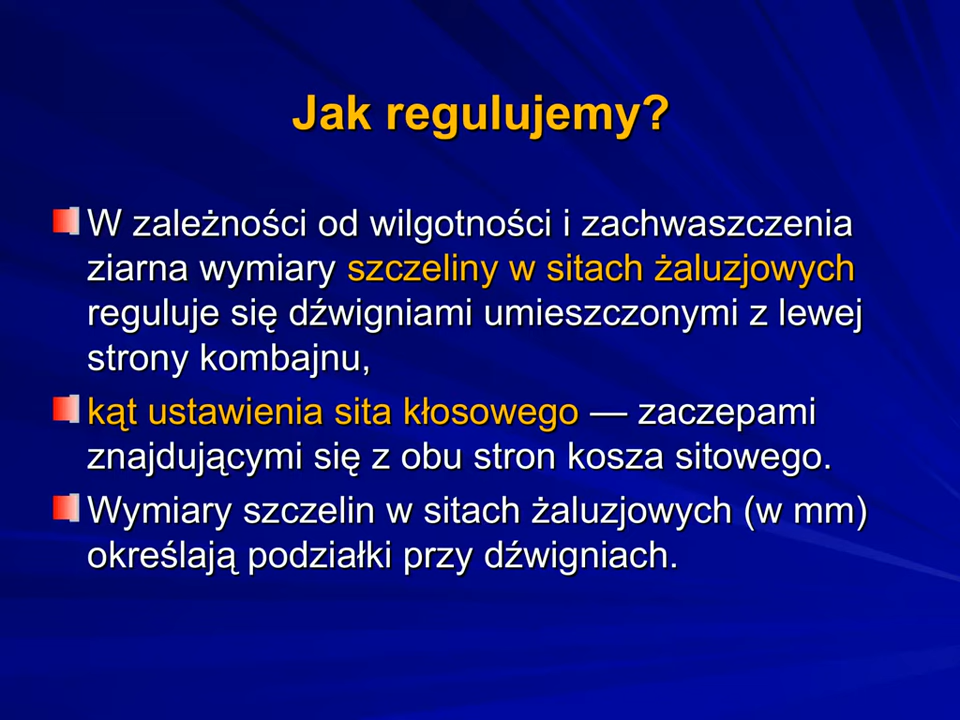 Jak regulujemy?
W zależności od wilgotności i zachwaszczenia
ziarna wymiary szczeliny w sitach żaluzjowych
reguluje się dźwigniami umieszczonymi z lewej
strony kombajnu,
kąt ustawienia sita kłosowego — zaczepami
znajdującymi się z obu stron kosza sitowego.
Wymiary szczelin w sitach żaluzjowych (w mm)
określają podziałki przy dźwigniach.